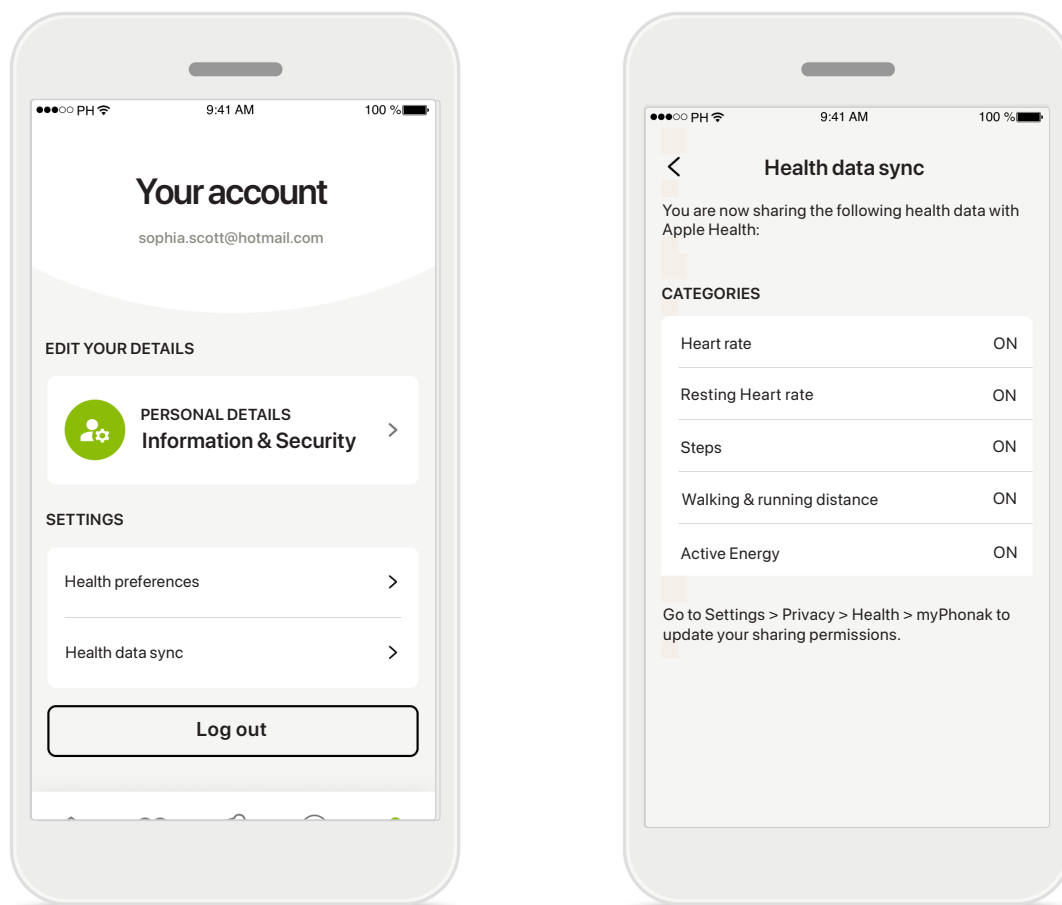 PH 9:41 AM 100 %
Your account
sophia.scott@hotmail.com
EDIT YOUR DETAILS
PERSONAL DETAILS
Information & Security
SETTINGS
Health preferences
Health data sync
Log out
PH 9:41 AM 100 %
Health data sync
You are now sharing the following health data with
Apple Health:
CATEGORIES
Heart rate ON
Resting Heart rate ON
Steps ON
Walking & running distance ON
Active Energy ON
Go to Settings > Privacy > Health > myPhonak to
update your sharing permissions.